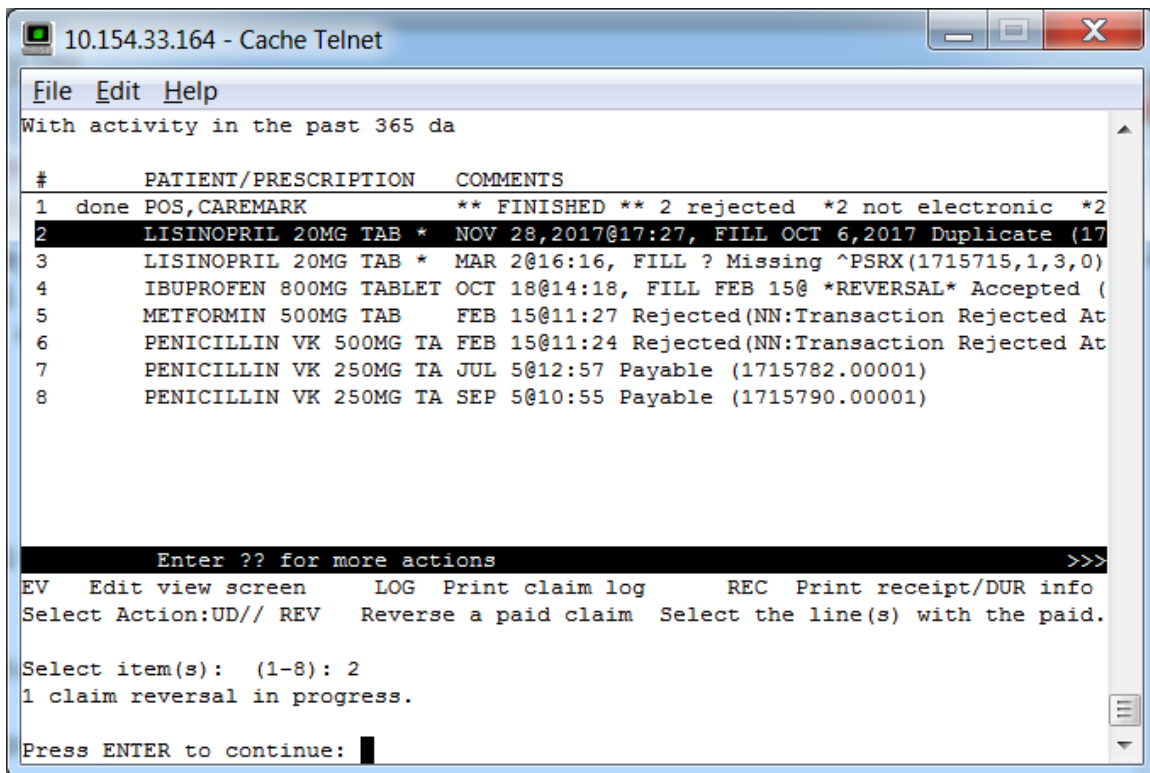 10.154.33.164 - Cache Telnet
File Edit Help
With activity in the past 365 da
# PATIENT/PRESCRIPTION COMMENTS
1 done POS,CAREMARK ** FINISHED ** 2 rejected *2 not electronic *2
2 LISINOPRIL 20MG TAB * NOV 28,2017@17:27, FILL OCT 6,2017 Duplicate (17
3 LISINOPRIL 20MG TAB * MAR 2@16:16, FILL ? Missing ^PSRX(1715715,1,3,0)
4 IBUPROFEN 800MG TABLET OCT 18@14:18, FILL FEB 15@ *REVERSAL* Accepted (
5 METFORMIN 500MG TAB FEB 15@11:27 Rejected(NN:Transaction Rejected At
6 PENICILLIN VK 500MG TA FEB 15@11:24 Rejected(NN:Transaction Rejected At
7 PENICILLIN VK 250MG TA JUL 5@12:57 Payable (1715782.00001)
8 PENICILLIN VK 250MG TA SEP 5@10:55 Payable (1715790.00001)
Enter ?? for more actions >>>
EV Edit view screen LOG Print claim log REC Print receipt/DUR info
Select Action:UD// REV Reverse a paid claim Select the line(s) with the paid.
Select item(s): (1-8): 2
1 claim reversal in progress.
Press ENTER to continue: